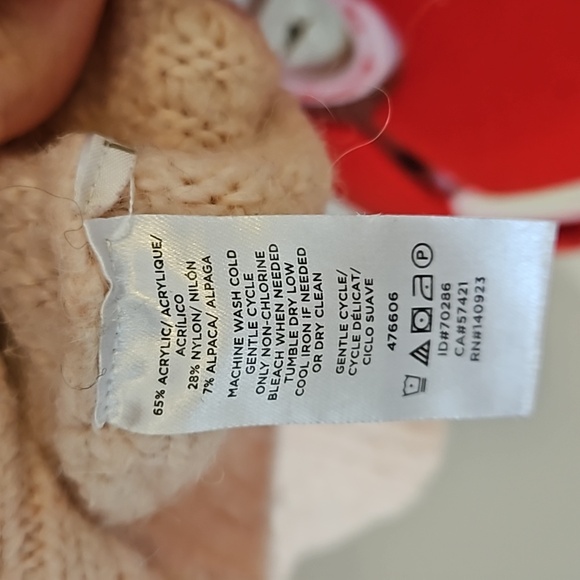 65% ACRYLIC/ ACRYLIQUE/
ACRÍLICO
28% NYLON/ NILÓN
7% ALPACA/ ALPAGA
MACHINE WASH COLD
GENTLE CYCLE
ONLY NON-CHLORINE
BLEACH WHEN NEEDED
TUMBLE DRY LOW
COOL IRON IF NEEDED
OR DRY CLEAN
GENTLE CYCLE/
CYCLE DÉLICAT/
CICLO SUAVE
476606
P
ID#70286
CA#57421
RN#140923